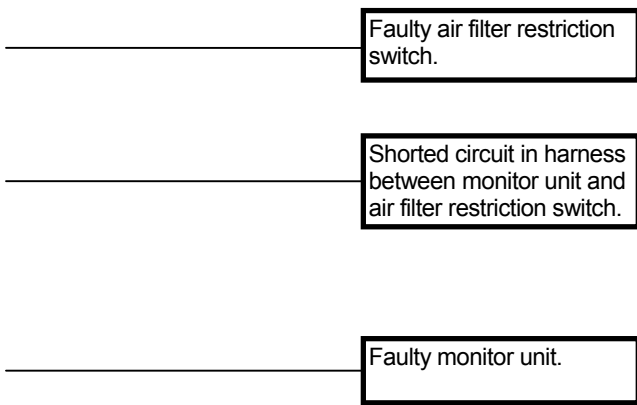 Faulty air filter restriction
switch.
Shorted circuit in harness
between monitor unit and
air filter restriction switch.
Faulty monitor unit.